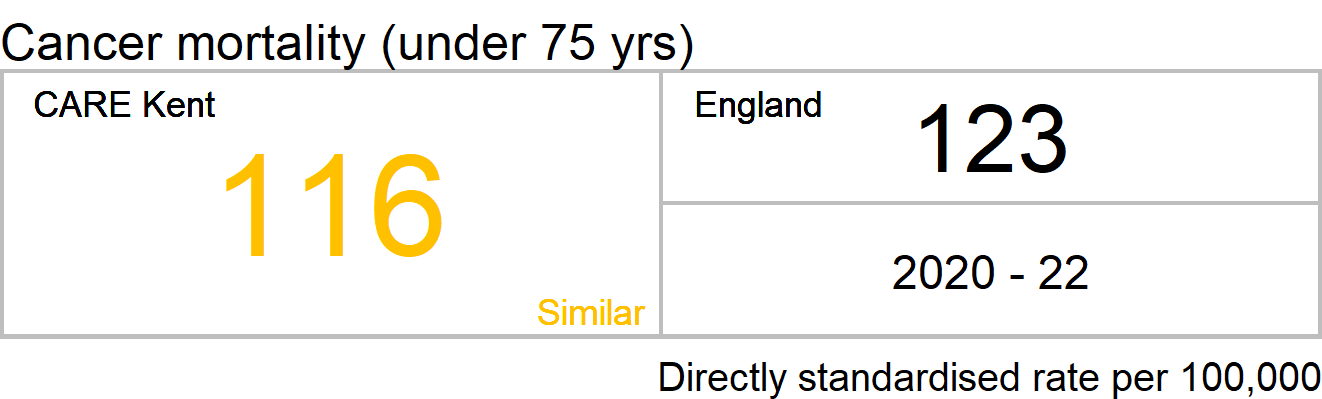 Cancer mortality (under 75 yrs)
CARE Kent
116
Similar
England
123
2020 - 22
Directly standardised rate per 100,000